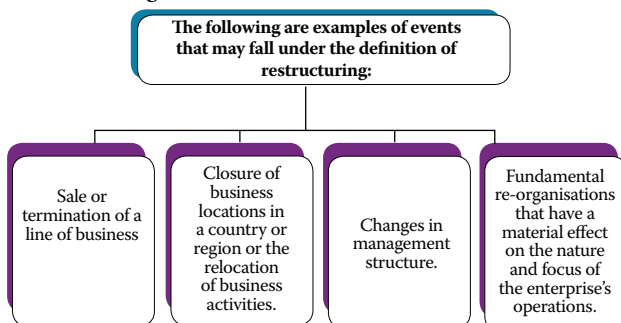 The following are examples of events
that may fall under the definition of
restructuring:
Sale or
termination of a
line of business
Closure of
business
locations in
a country or
region or the
relocation
of business
activities.
Changes in
management
structure.
Fundamental
re-organisations
that have a
material effect
on the nature
and focus of
the enterprise's
operations.